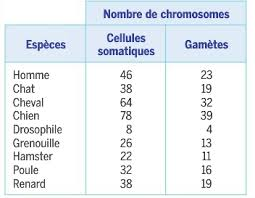 Nombre de chromosomes
Espèces Cellules somatiques Gamètes
Homme 46 23
Chat 38 19
Cheval 64 32
Chien 78 39
Drosophile 8 4
Grenouille 26 13
Hamster 22 11
Poule 32 16
Renard 38 19